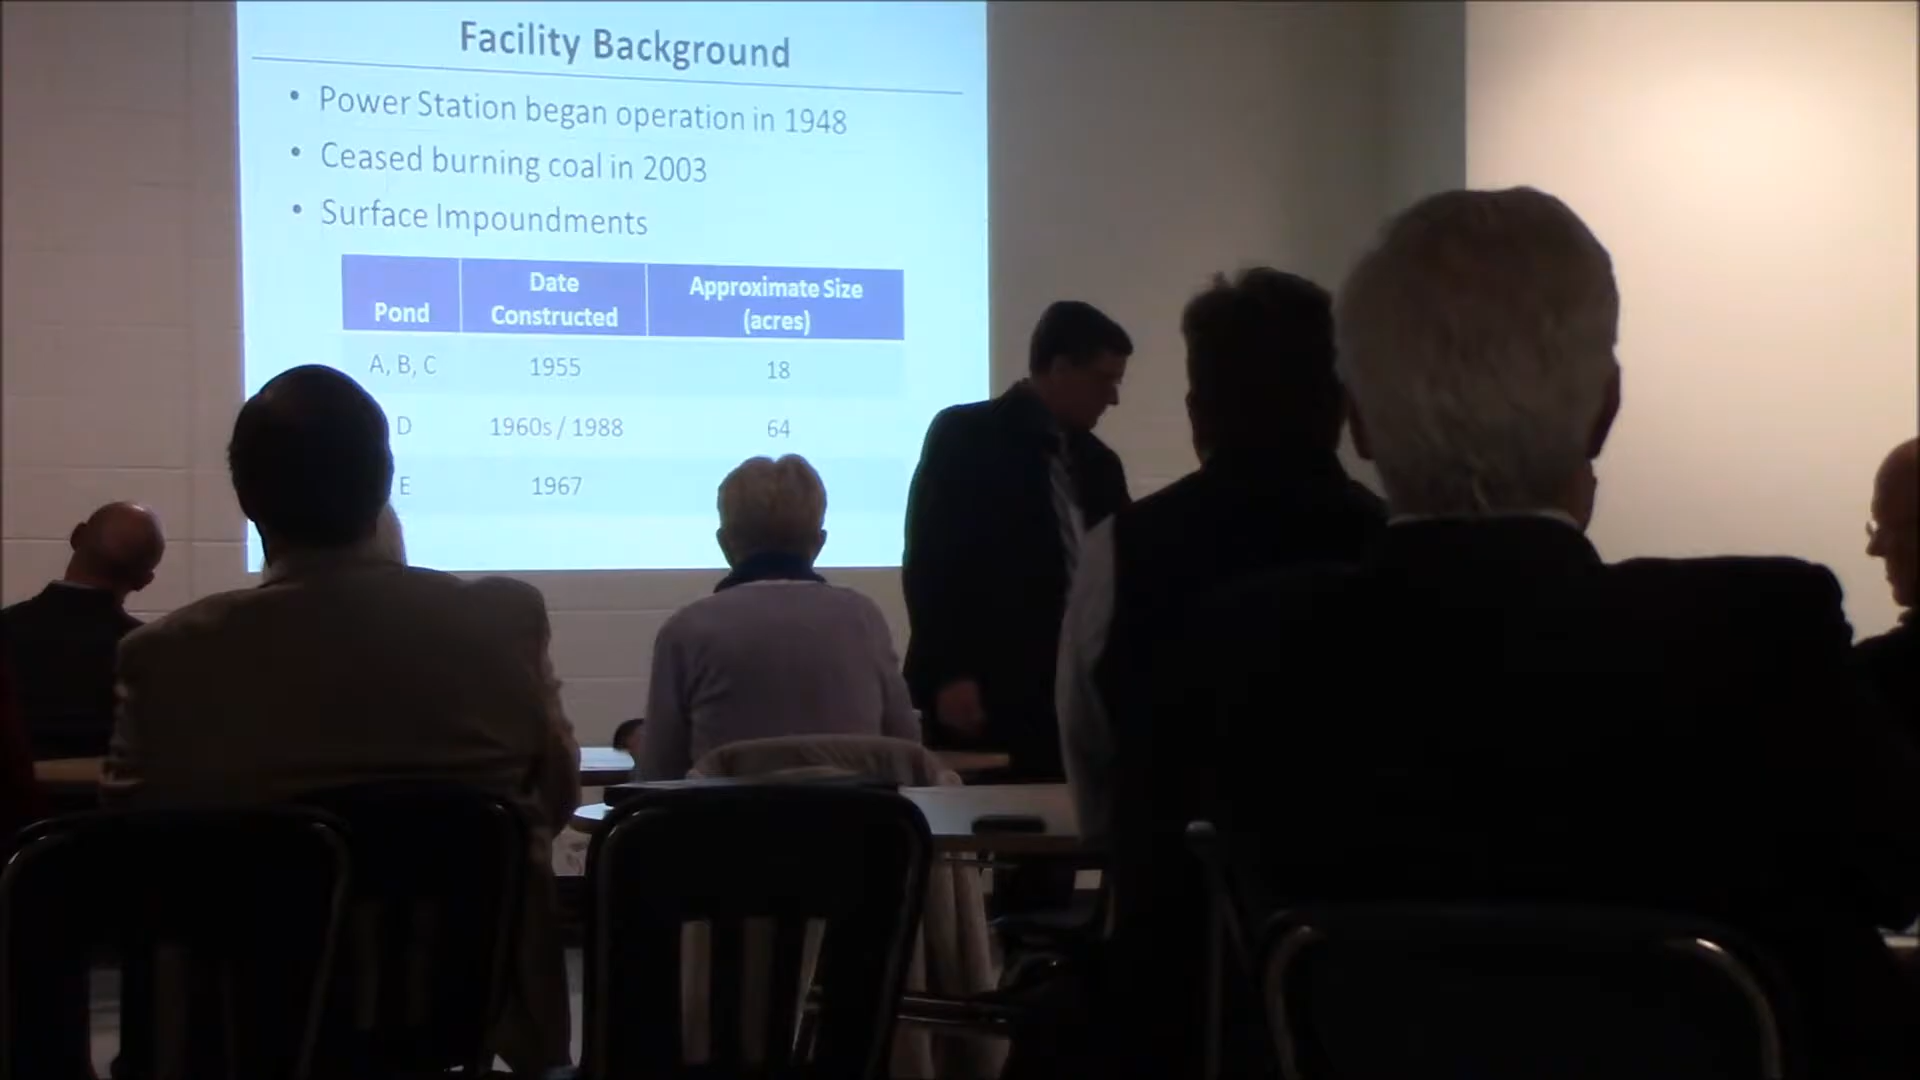 Facility Background
• Power Station began operation in 1948
• Ceased burning coal in 2003
• Surface Impoundments
Pond Date Constructed Approximate Size (acres)
A, B, C 1955 18
D 1960s / 1988 64
E 1967